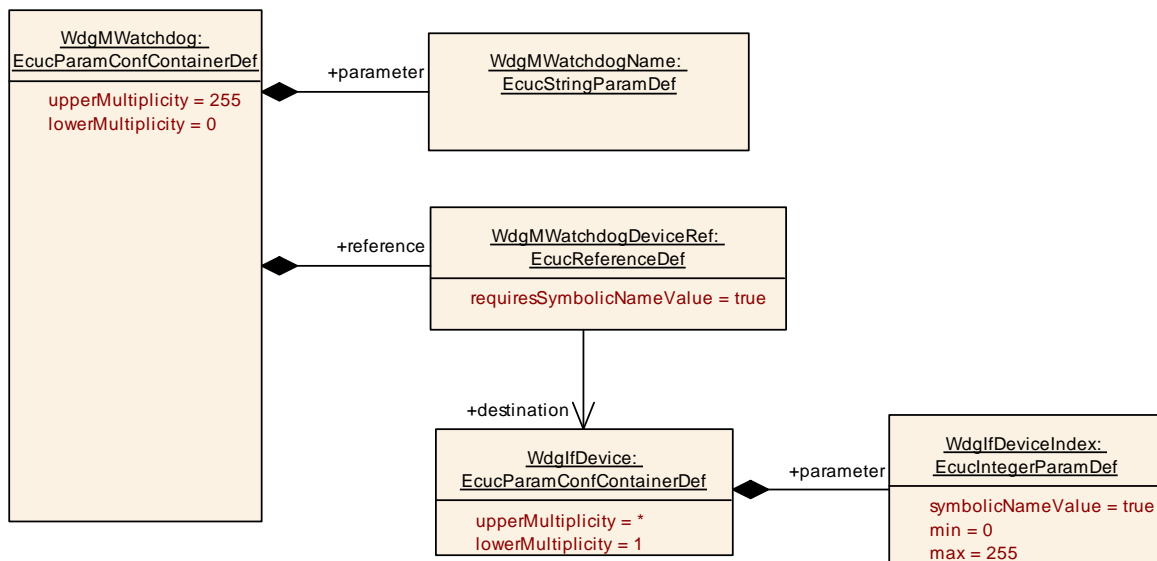 WdgMWatchdog:
EcucParamConfContainerDef
upperMultiplicity = 255
lowerMultiplicity = 0
+parameter
WdgMWatchdogName:
EcucStringParamDef
+reference
WdgMWatchdogDeviceRef:
EcucReferenceDef
requiresSymbolicNameValue = true
+destination
WdgIfDevice:
EcucParamConfContainerDef
upperMultiplicity = *
lowerMultiplicity = 1
+parameter
WdgIfDeviceIndex:
EcucIntegerParamDef
symbolicNameValue = true
min = 0
max = 255